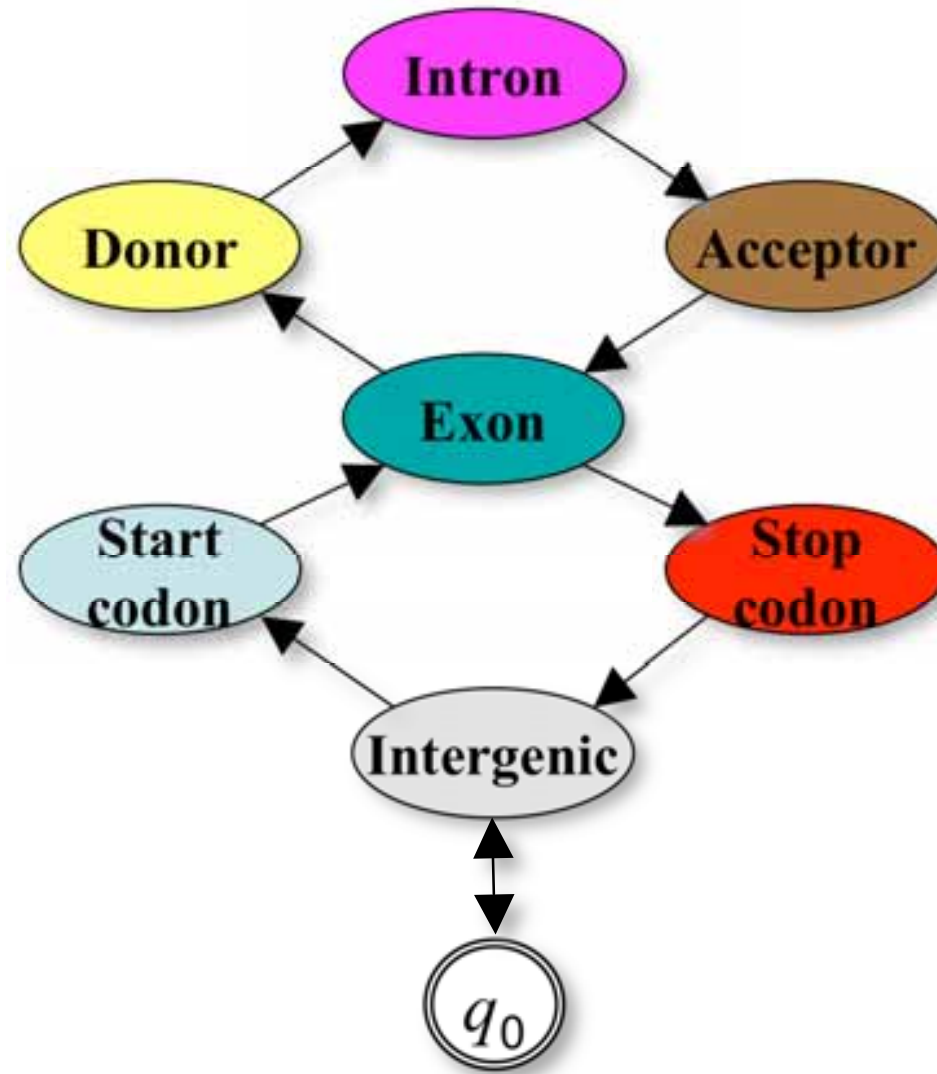 Intron
Donor
Acceptor
Exon
Start
codon
Stop
codon
Intergenic
q0